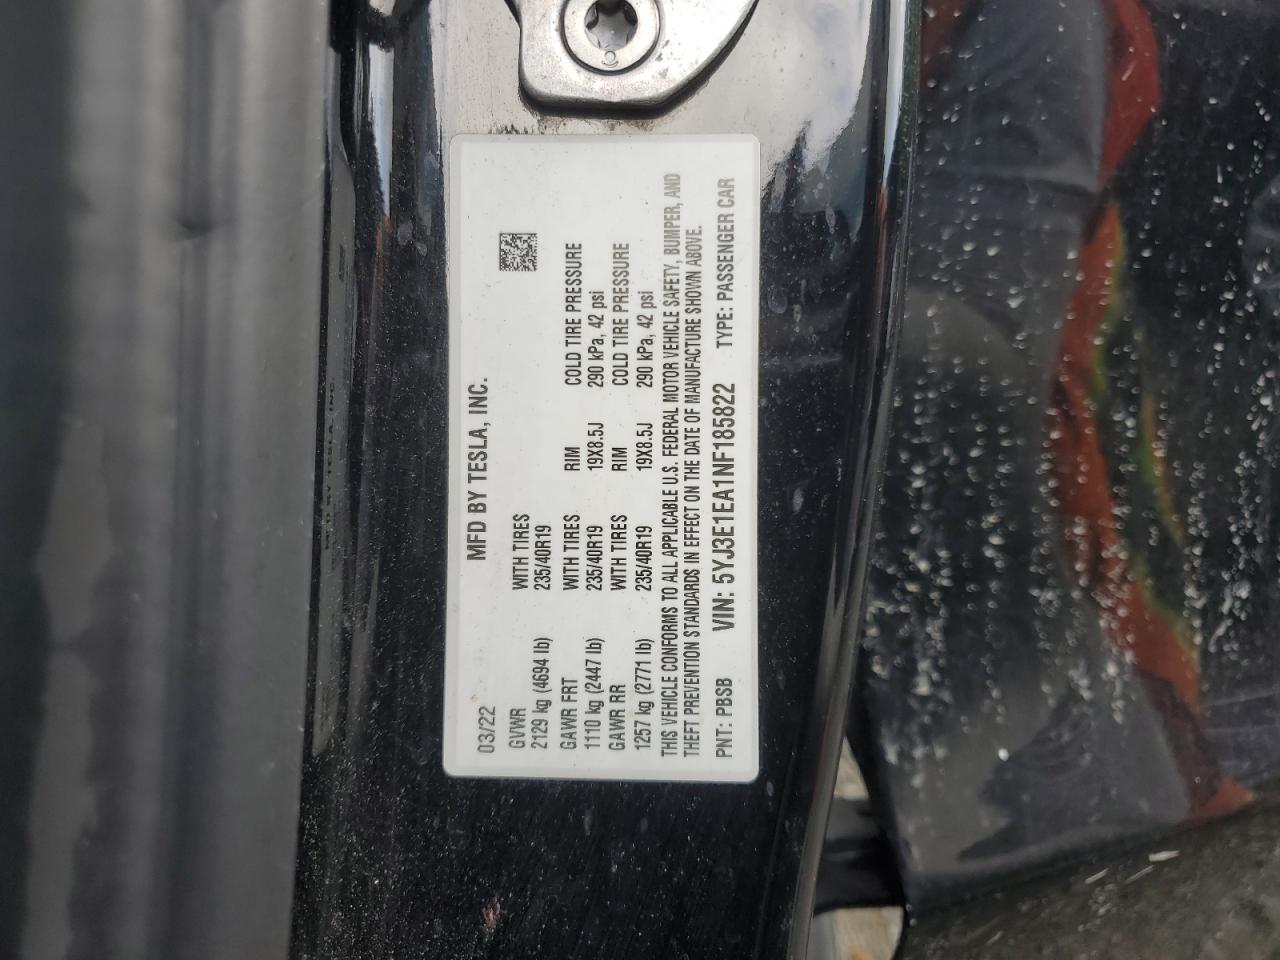 03/22 MFD BY TESLA, INC.
GVWR WITH TIRES
2129 kg (4694 lb) 235/40R19
GAWR FRT WITH TIRES RIM COLD TIRE PRESSURE
1110 kg (2447 lb) 235/40R19 19X8.5J 290 kPa, 42 psi
GAWR RR WITH TIRES RIM COLD TIRE PRESSURE
1257 kg (2771 lb) 235/40R19 19X8.5J 290 kPa, 42 psi
THIS VEHICLE CONFORMS TO ALL APPLICABLE U.S. FEDERAL MOTOR VEHICLE SAFETY, BUMPER, AND
THEFT PREVENTION STANDARDS IN EFFECT ON THE DATE OF MANUFACTURE SHOWN ABOVE.
PNT: PBSB VIN: 5YJ3E1EA1NF185822 TYPE: PASSENGER CAR